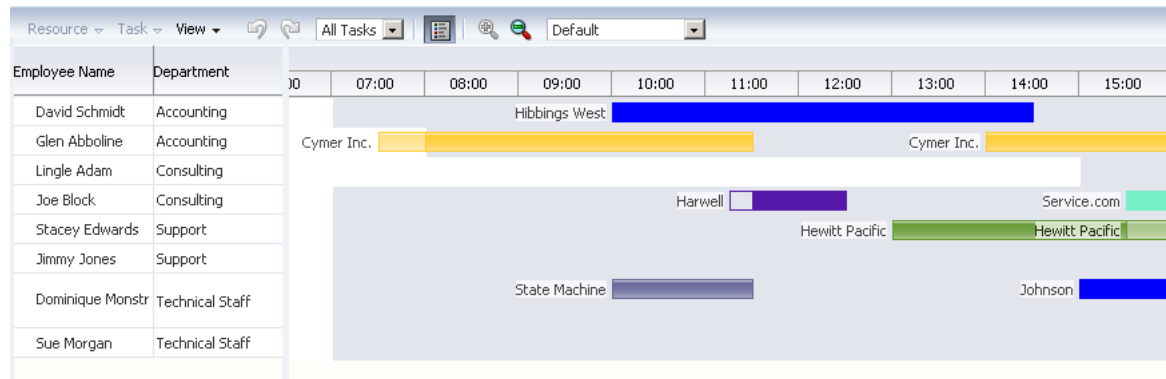 Resource Task View All Tasks Default
Employee Name Department
00 07:00 08:00 09:00 10:00 11:00 12:00 13:00 14:00 15:00
David Schmidt Accounting Hibbings West
Glen Abboline Accounting Cymer Inc. Cymer Inc.
Lingle Adam Consulting
Joe Block Consulting Harwell Service.com
Stacey Edwards Support Hewitt Pacific Hewitt Pacific
Jimmy Jones Support
Dominique Monstr Technical Staff State Machine Johnson
Sue Morgan Technical Staff